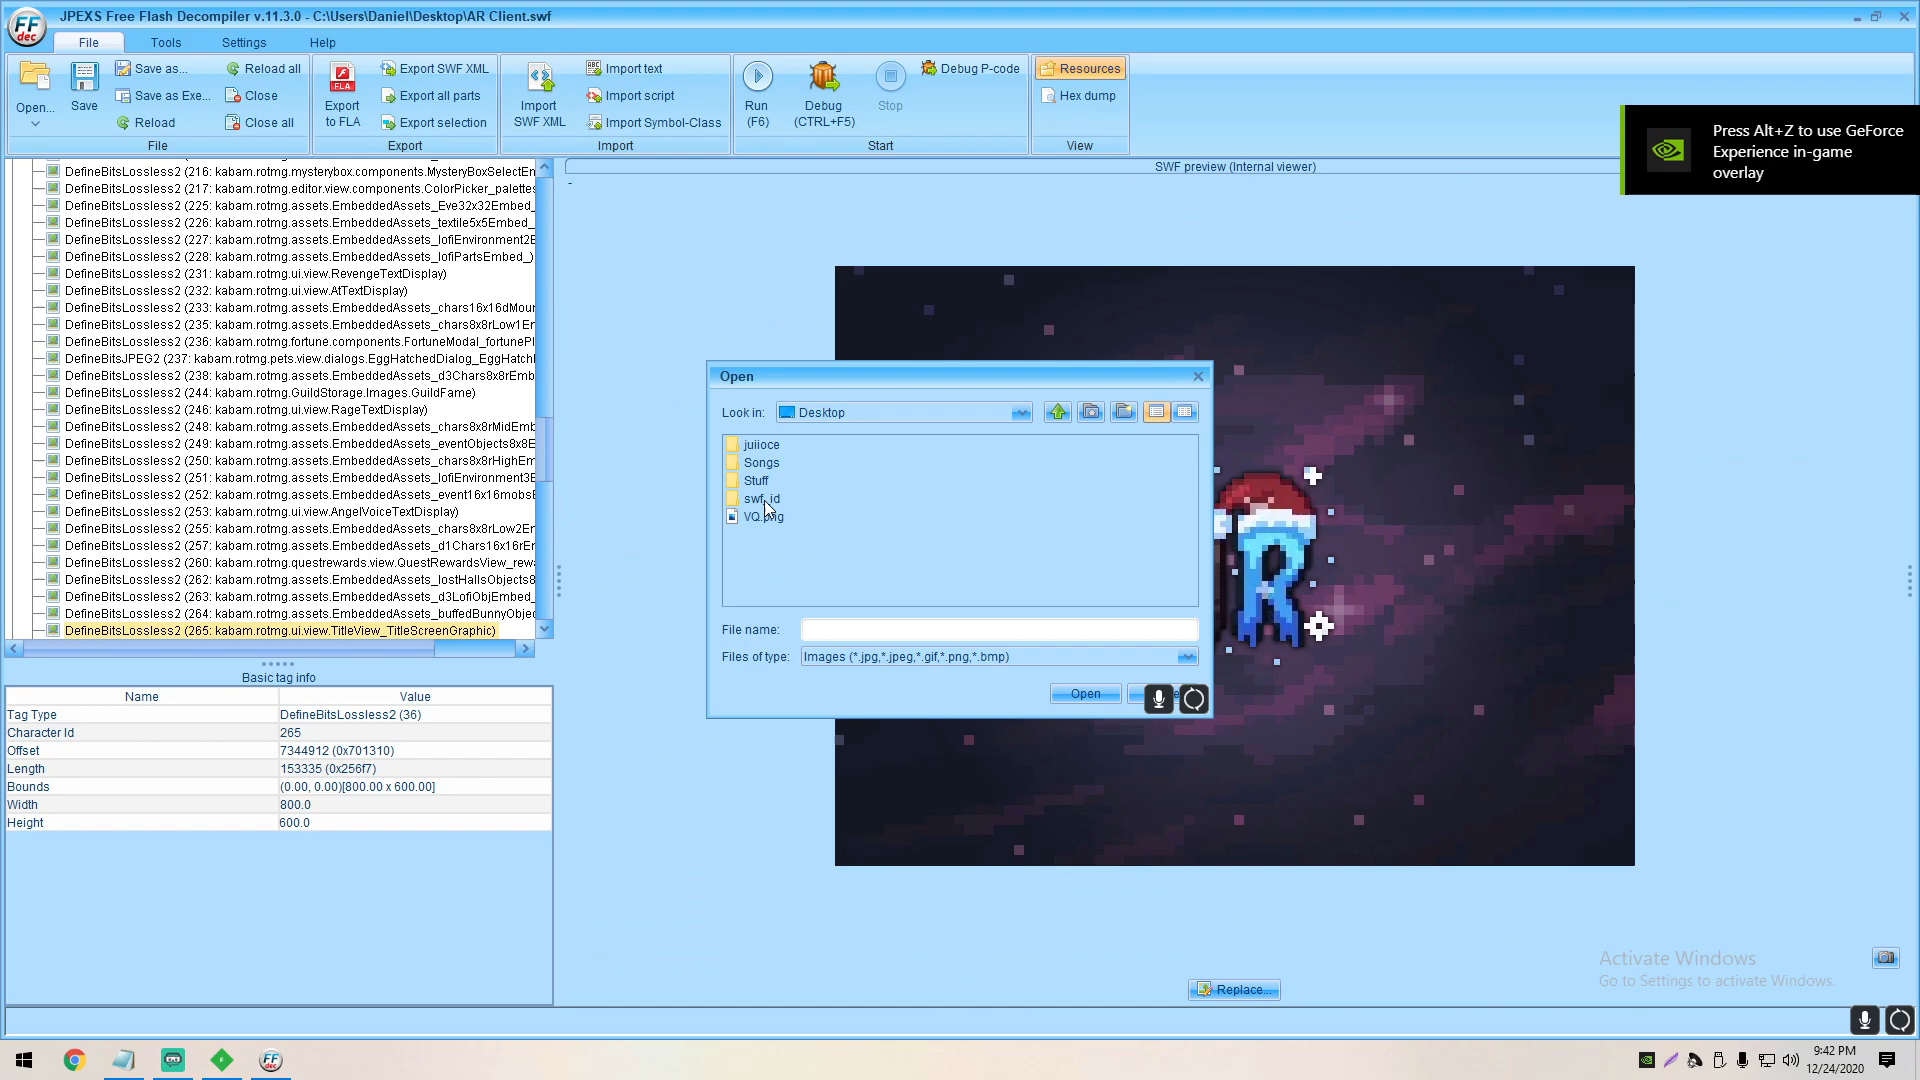 JPEXS Free Flash Decompiler v.11.3.0 - C:\Users\Daniel\Desktop\AR Client.swf
File Tools Settings Help
Open... Save Save as... Save as Exe... Reload Reload all Close Close all
File
Export to FLA Export SWF XML Export all parts Export selection
Export
Import SWF XML Import text Import script Import Symbol-Class
Import
Run (F6) Debug (CTRL+F5) Stop Debug P-code
Start
Resources Hex dump
View
Press Alt+Z to use GeForce
Experience in-game
overlay
SWF preview (Internal viewer)
DefineBitsLossless2 (216: kabam.rotmg.mysterybox.components.MysteryBoxSelectEn
DefineBitsLossless2 (217: kabam.rotmg.editor.view.components.ColorPicker_palettes
DefineBitsLossless2 (225: kabam.rotmg.assets.EmbeddedAssets_Eve32x32Embed_
DefineBitsLossless2 (226: kabam.rotmg.assets.EmbeddedAssets_textile5x5Embed_
DefineBitsLossless2 (227: kabam.rotmg.assets.EmbeddedAssets_lofiEnvironment2E
DefineBitsLossless2 (228: kabam.rotmg.assets.EmbeddedAssets_lofiPartsEmbed_)
DefineBitsLossless2 (231: kabam.rotmg.ui.view.RevengeTextDisplay)
DefineBitsLossless2 (232: kabam.rotmg.ui.view.AtTextDisplay)
DefineBitsLossless2 (233: kabam.rotmg.assets.EmbeddedAssets_chars16x16dMour
DefineBitsLossless2 (235: kabam.rotmg.assets.EmbeddedAssets_chars8x8rLow1Er
DefineBitsLossless2 (236: kabam.rotmg.fortune.components.FortuneModal_fortunePl
DefineBitsJPEG2 (237: kabam.rotmg.pets.view.dialogs.EggHatchedDialog_EggHatchl
DefineBitsLossless2 (238: kabam.rotmg.assets.EmbeddedAssets_d3Chars8x8rEmb
DefineBitsLossless2 (244: kabam.rotmg.GuildStorage.Images.GuildFame)
DefineBitsLossless2 (246: kabam.rotmg.ui.view.RageTextDisplay)
DefineBitsLossless2 (248: kabam.rotmg.assets.EmbeddedAssets_chars8x8rMidEmb
DefineBitsLossless2 (249: kabam.rotmg.assets.EmbeddedAssets_eventObjects8x8E
DefineBitsLossless2 (250: kabam.rotmg.assets.EmbeddedAssets_chars8x8rHighEm
DefineBitsLossless2 (251: kabam.rotmg.assets.EmbeddedAssets_lofiEnvironment3E
DefineBitsLossless2 (252: kabam.rotmg.assets.EmbeddedAssets_event16x16mobsE
DefineBitsLossless2 (253: kabam.rotmg.ui.view.AngelVoiceTextDisplay)
DefineBitsLossless2 (255: kabam.rotmg.assets.EmbeddedAssets_chars8x8rLow2Er
DefineBitsLossless2 (257: kabam.rotmg.assets.EmbeddedAssets_d1Chars16x16rEr
DefineBitsLossless2 (260: kabam.rotmg.questrewards.view.QuestRewardsView_rew
DefineBitsLossless2 (262: kabam.rotmg.assets.EmbeddedAssets_lostHallsObjects8
DefineBitsLossless2 (263: kabam.rotmg.assets.EmbeddedAssets_d3LofiObjEmbed_
DefineBitsLossless2 (264: kabam.rotmg.assets.EmbeddedAssets_buffedBunnyObjec
DefineBitsLossless2 (265: kabam.rotmg.ui.view.TitleView_TitleScreenGraphic)
Basic tag info
Name Value
Tag Type DefineBitsLossless2 (36)
Character Id 265
Offset 7344912 (0x701310)
Length 153335 (0x256f7)
Bounds (0.00, 0.00)[800.00 x 600.00]
Width 800.0
Height 600.0
Open
Look in: Desktop
juiioce
Songs
Stuff
swf_id
VQ.png
File name:
Files of type: Images (*.jpg,*.jpeg,*.gif,*.png,*.bmp)
Open
R
Replace...
Activate Windows
Go to Settings to activate Windows.
9:42 PM
12/24/2020